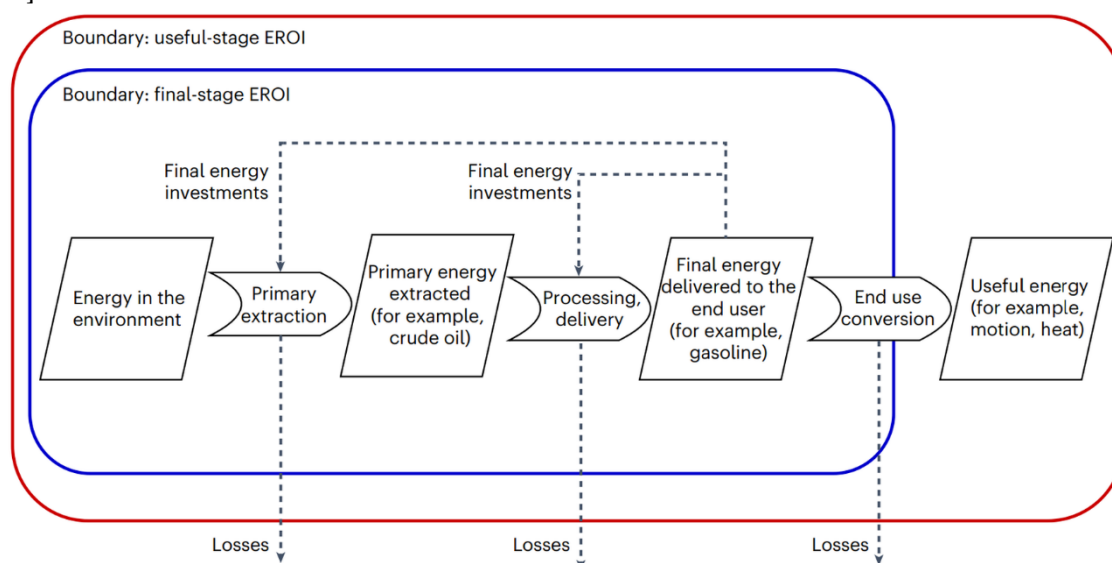 ]
Boundary: useful-stage EROI
Boundary: final-stage EROI
Final energy
investments
Final energy
investments
Energy in the
environment
Primary
extraction
Primary energy
extracted
(for example,
crude oil)
Processing,
delivery
Final energy
delivered to the
end user
(for example,
gasoline)
End use
conversion
Useful energy
(for example,
motion, heat)
Losses
Losses
Losses